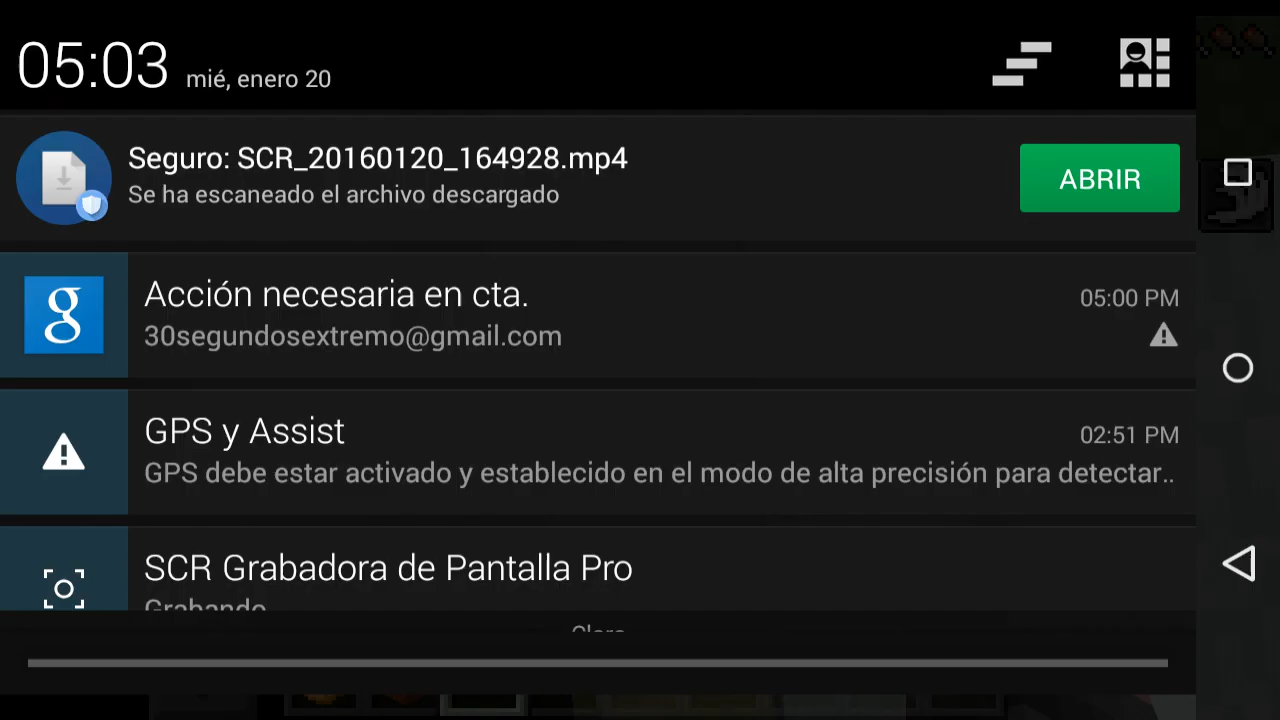 05:03 mié, enero 20
Seguro: SCR_20160120_164928.mp4
Se ha escaneado el archivo descargado
ABRIR
g
Acción necesaria en cta.
05:00 PM
30segundosextremo@gmail.com
GPS y Assist
02:51 PM
GPS debe estar activado y establecido en el modo de alta precisión para detectar..
SCR Grabadora de Pantalla Pro
Grabando
Claro